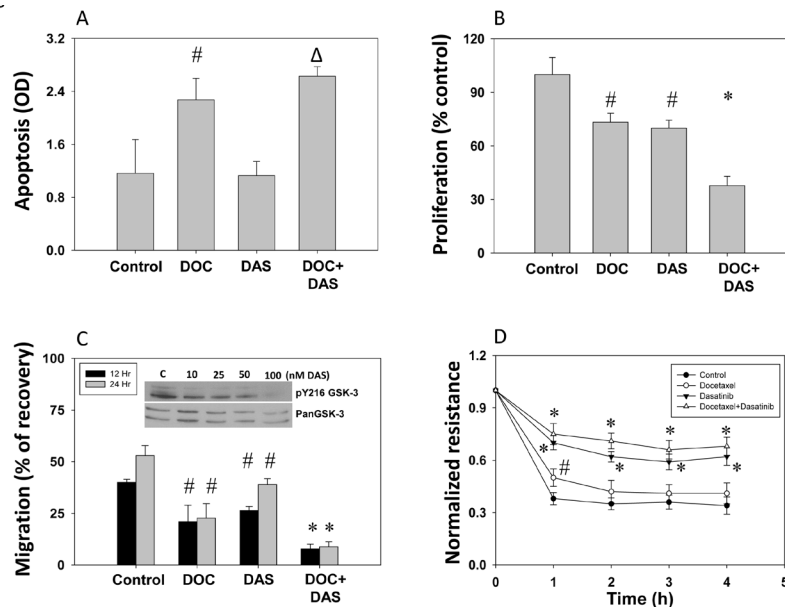 A
Apoptosis (OD)
3.2
2.4
1.6
0.8
0.0
#
Δ
Control
DOC
DAS
DOC+
DAS
B
Proliferation (% control)
120
90
60
30
0
#
#
*
Control
DOC
DAS
DOC+
DAS
C
Migration (% of recovery)
100
75
50
25
0
12 Hr
24 Hr
C 10 25 50 100 (nM DAS)
pY216 GSK-3
PanGSK-3
# #
# #
* *
Control
DOC
DAS
DOC+
DAS
D
Normalized resistance
1.2
0.9
0.6
0.3
0.0
Control
Docetaxel
Dasatinib
Docetaxel+Dasatinib
* * * *
* * * *
#
0 1 2 3 4 5
Time (h)